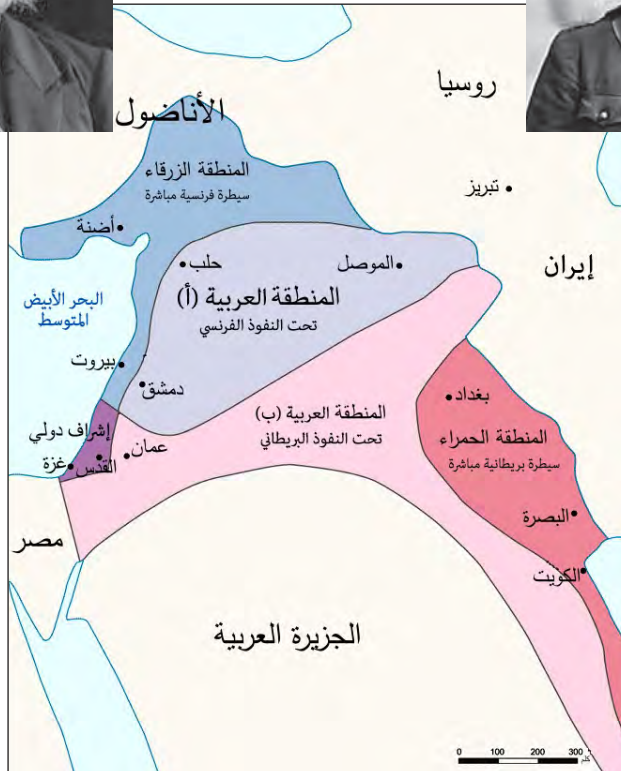 روسيا
الأناضول
المنطقة الزرقاء
سيطرة فرنسية مباشرة
تبريز
أضنة
إيران
حلب
الموصل
المنطقة العربية (أ)
تحت النفوذ الفرنسي
البحر الأبيض
المتوسط
بيروت
دمشق
بغداد
المنطقة العربية (ب)
تحت النفوذ البريطاني
إشراف دولي
المنطقة الحمراء
سيطرة بريطانية مباشرة
عمان
القدس
غزة
البصرة
مصر
الكويت
الجزيرة العربية
0 100 200 300
كلم